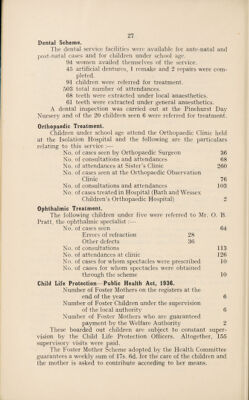 27
Dental Scheme.
The dental service facilities were available for ante-natal and
post-natal cases and for children under school age.
94 women availed themselves of the service.
45 artificial dentures, 1 remake and 2 repairs were com-
pleted.
91 children were referred for treatment.
503 total number of attendances.
68 teeth were extracted under local anaesthetics.
61 teeth were extracted under general anaesthetics.
A dental inspection was carried out at the Pinehurst Day
Nursery and of the 20 children seen 6 were referred for treatment.
Orthopaedic Treatment.
Children under school age attend the Orthopaedic Clinic held
at the Isolation Hospital and the following are the particulars
relating to this service :—
No. of cases seen by Orthopaedic Surgeon 36
No. of consultations and attendances 68
No. of attendances at Sister's Clinic 260
No. of cases seen at the Orthopaedic Observation
Clinic 76
No. of consultations and attendances 103
No. of cases treated in Hospital (Bath and Wessex
Children's Orthopaedic Hospital) 2
Ophthalmic Treatment.
The following children under five were referred to Mr. O. B.
Pratt, the ophthalmic specialist :—
No. of cases seen 64
Errors of refraction 28
Other defects 36
No. of consultations 113
No. of attendances at clinic 126
No. of cases for whom spectacles were prescribed 10
No. of cases for whom spectacles were obtained
through the scheme 10
Child Life Protection—Public Health Act, 1936.
Number of Foster Mothers on the registers at the
end of the year 6
Number of Foster Children under the supervision
of the local authority 6
Number of Foster Mothers who are guaranteed
payment by the Welfare Authority 2
These boarded out children are subject to constant super-
vision by the Child Life Protection Officers. Altogether, 155
supervisory visits were paid.
The Foster Mother Scheme adopted by the Health Committee
guarantees a weekly sum of 17s. 6d. for the care of the children and
the mother is asked to contribute according to her means.